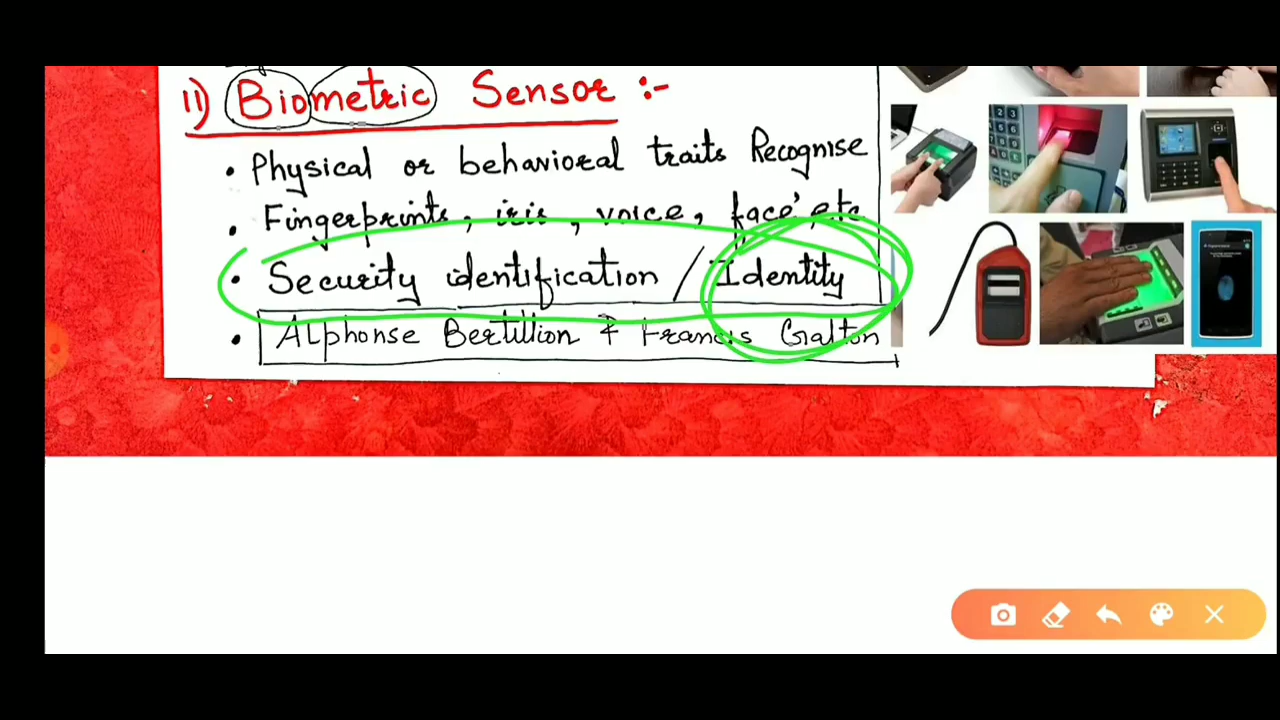 11) Biometric Sensor :-
• Physical or behavioral traits Recognise
• Fingerprints, iris, voice, face, etc
• Security identification / Identity
• Alphonse Bertillion & Francis Galton